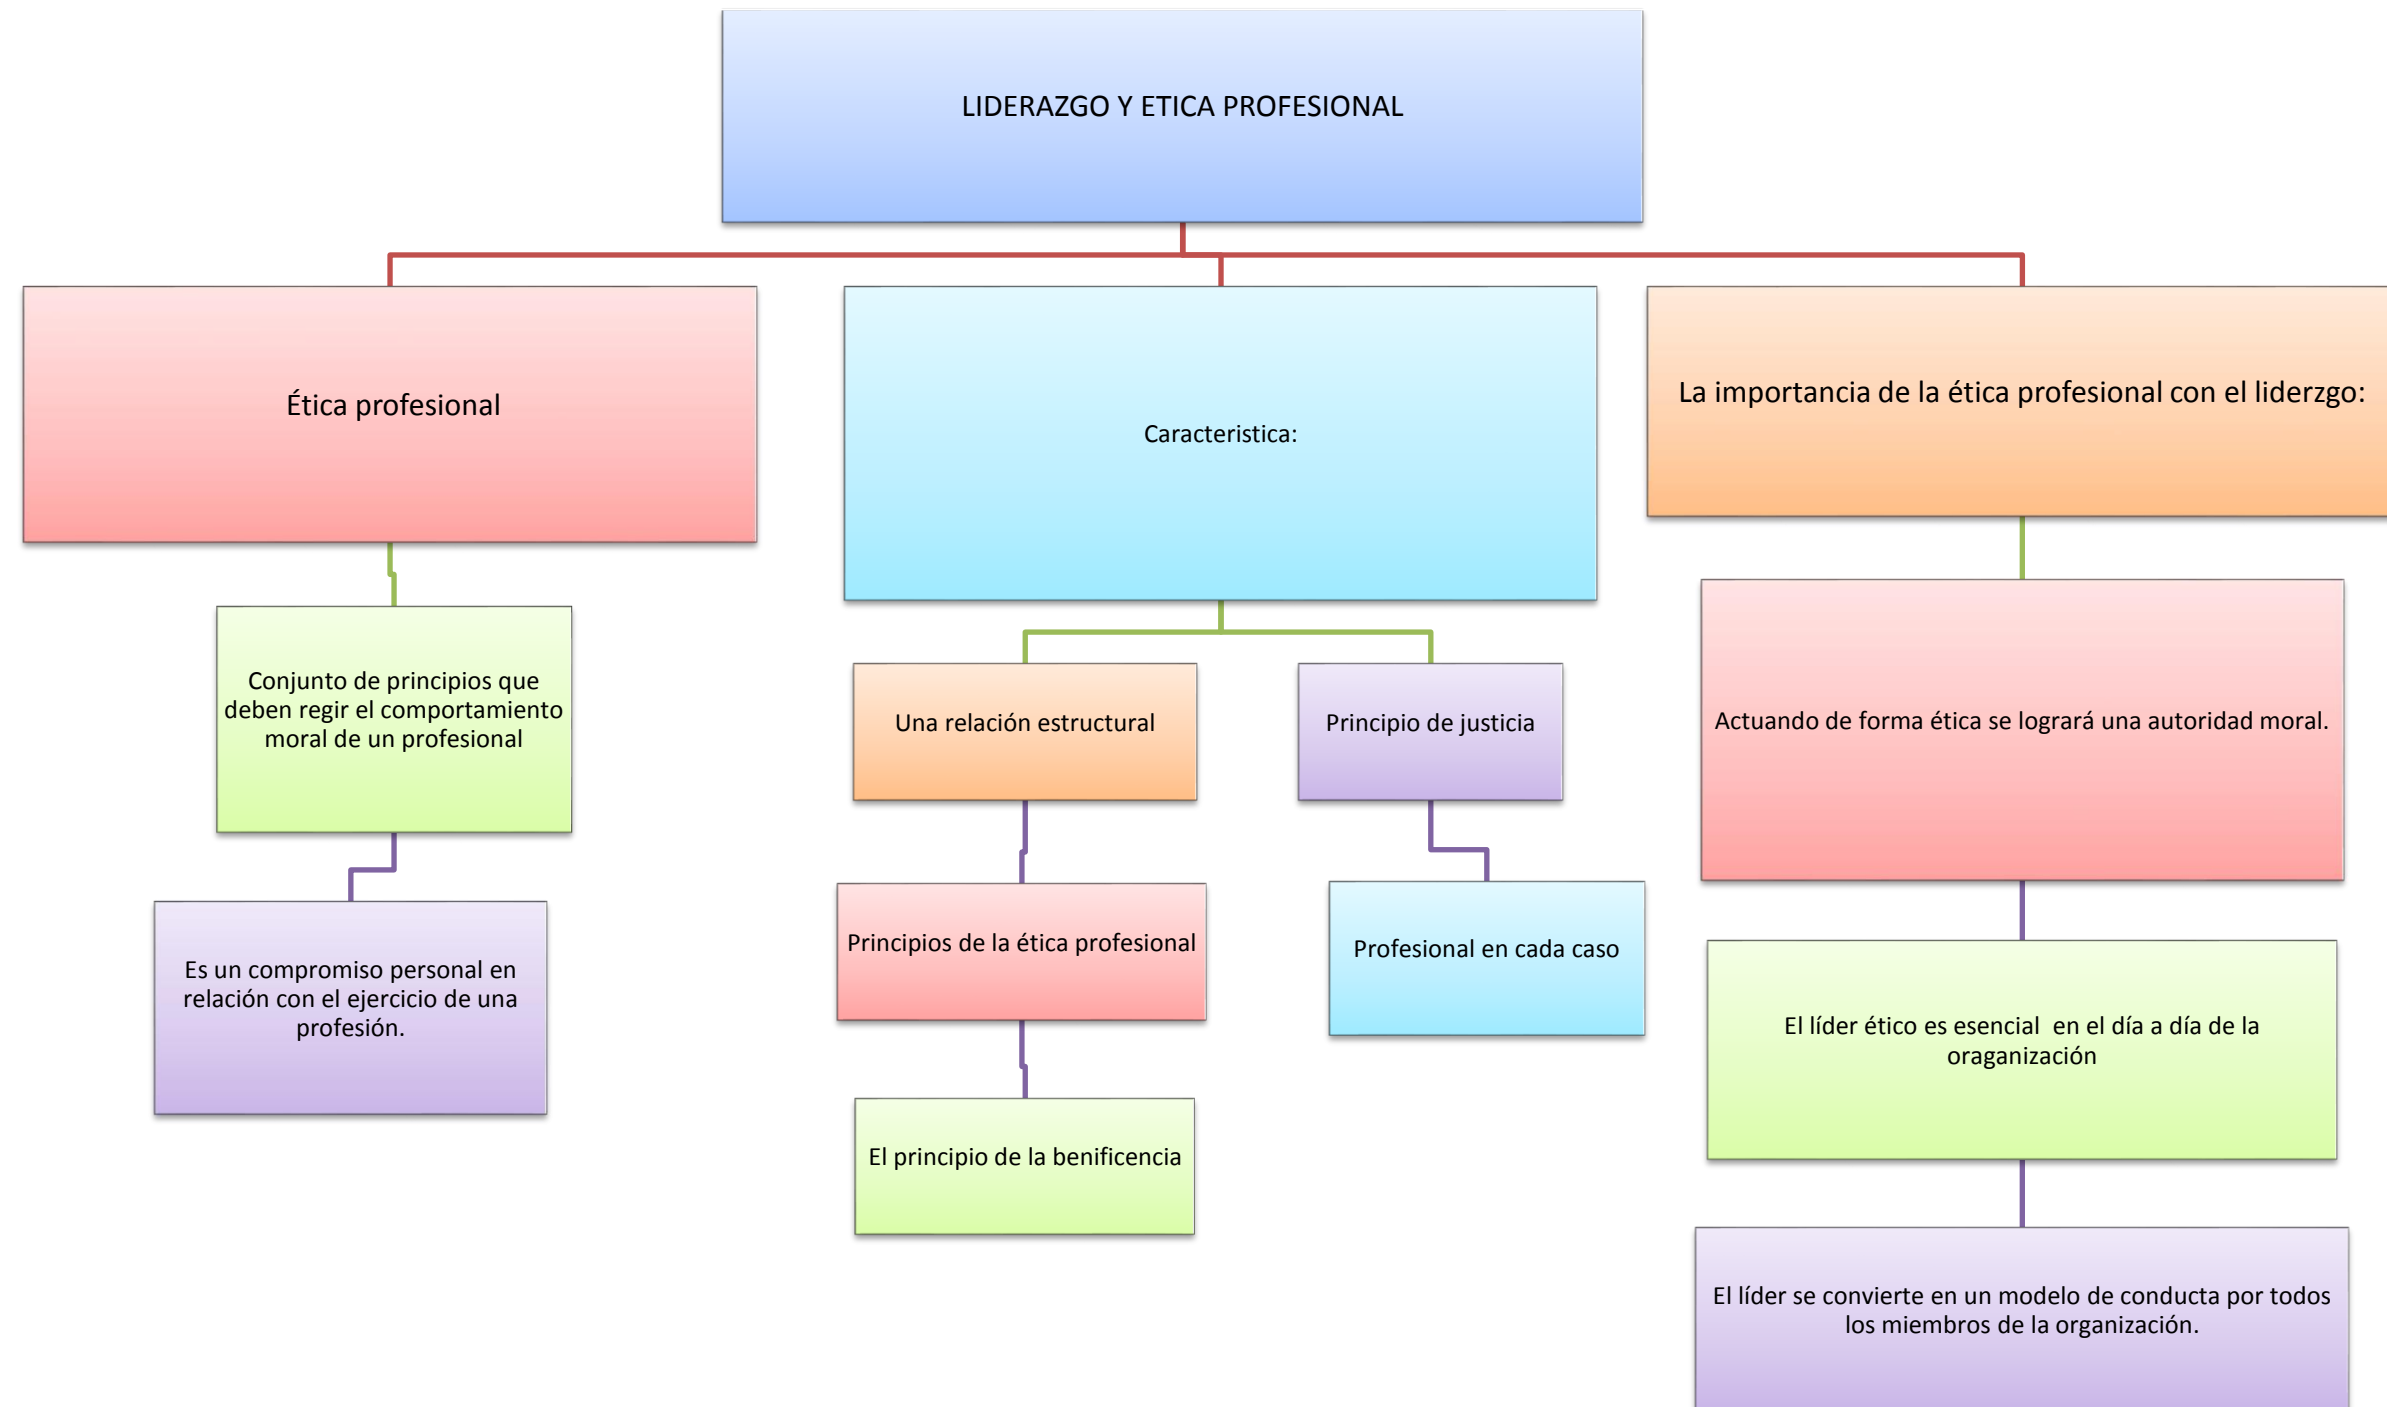 LIDERAZGO Y ETICA PROFESIONAL
Ética profesional
Conjunto de principios que
deben regir el comportamiento
moral de un profesional
Es un compromiso personal en
relación con el ejercicio de una
profesión.
Caracteristica:
Una relación estructural
Principios de la ética profesional
El principio de la benificencia
Principio de justicia
Profesional en cada caso
La importancia de la ética profesional con el liderzgo:
Actuando de forma ética se logrará una autoridad moral.
El líder ético es esencial en el día a día de la
oraganización
El líder se convierte en un modelo de conducta por todos
los miembros de la organización.